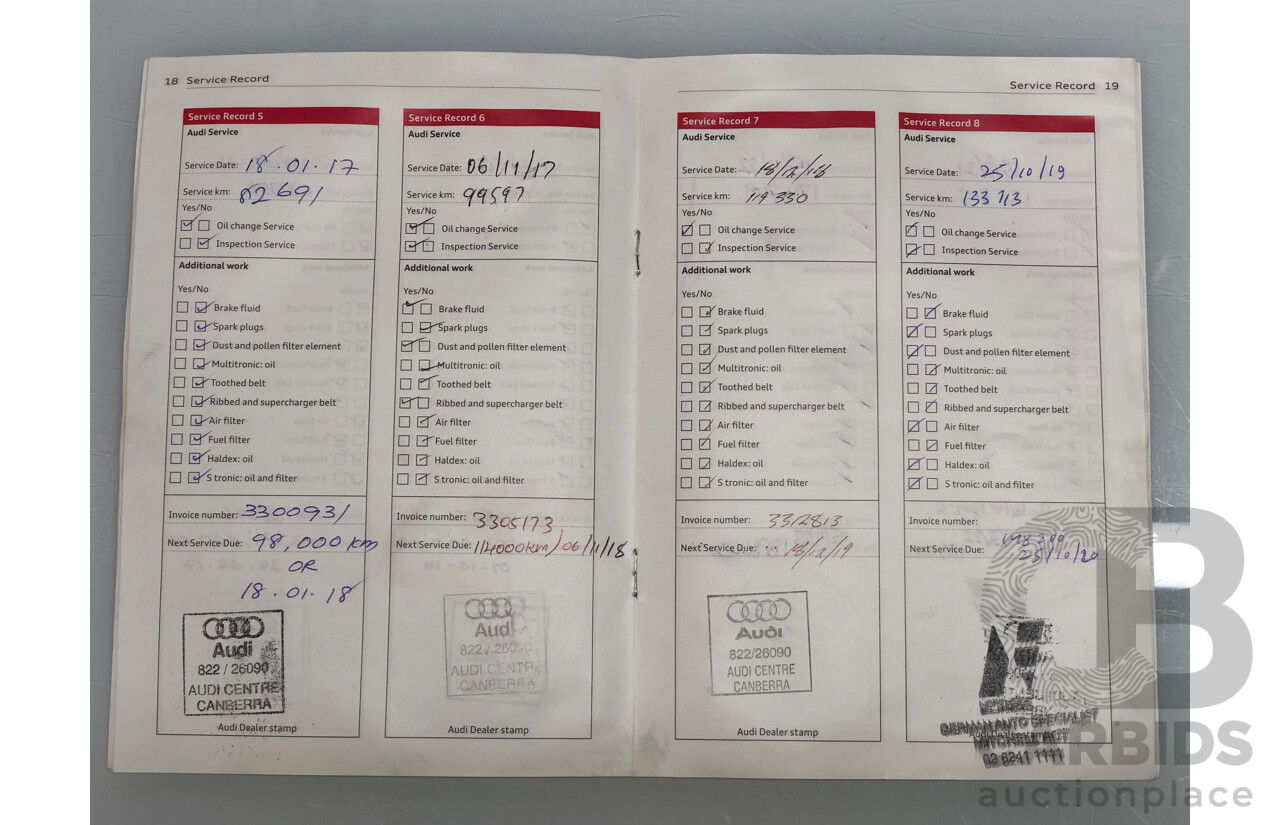 18 Service Record
Service Record 5
Audi Service
Service Date: 18.01.17
Service km: 82691
Yes/No
Oil change Service
Inspection Service
Additional work
Yes/No
Brake fluid
Spark plugs
Dust and pollen filter element
Multitronic: oil
Toothed belt
Ribbed and supercharger belt
Air filter
Fuel filter
Haldex: oil
S tronic: oil and filter
Invoice number: 3300931
Next Service Due: 98,000 km
OR
18.01.18
Audi
822/26090
AUDI CENTRE
CANBERRA
Audi Dealer stamp
Service Record 6
Audi Service
Service Date: 06/11/17
Service km: 99597
Yes/No
Oil change Service
Inspection Service
Additional work
Yes/No
Brake fluid
Spark plugs
Dust and pollen filter element
Multitronic: oil
Toothed belt
Ribbed and supercharger belt
Air filter
Fuel filter
Haldex: oil
S tronic: oil and filter
Invoice number: 3305173
Next Service Due: 114000km/06/11/18
Audi
822/26090
AUDI CENTRE
CANBERRA
Audi Dealer stamp
Service Record 19
Service Record 7
Audi Service
Service Date: 18/12/18
Service km: 119330
Yes/No
Oil change Service
Inspection Service
Additional work
Yes/No
Brake fluid
Spark plugs
Dust and pollen filter element
Multitronic: oil
Toothed belt
Ribbed and supercharger belt
Air filter
Fuel filter
Haldex: oil
S tronic: oil and filter
Invoice number: 3312813
Next Service Due: 18/12/19
Audi
822/26090
AUDI CENTRE
CANBERRA
Audi Dealer stamp
Service Record 8
Audi Service
Service Date: 25/10/19
Service km: 133 713
Yes/No
Oil change Service
Inspection Service
Additional work
Yes/No
Brake fluid
Spark plugs
Dust and pollen filter element
Multitronic: oil
Toothed belt
Ribbed and supercharger belt
Air filter
Fuel filter
Haldex: oil
S tronic: oil and filter
Invoice number:
Next Service Due:
25/10/20
GERMAN AUTO SPECIALIST
MITCHELL ACT
02 6241 1111
ALLBIDS
auctionplace